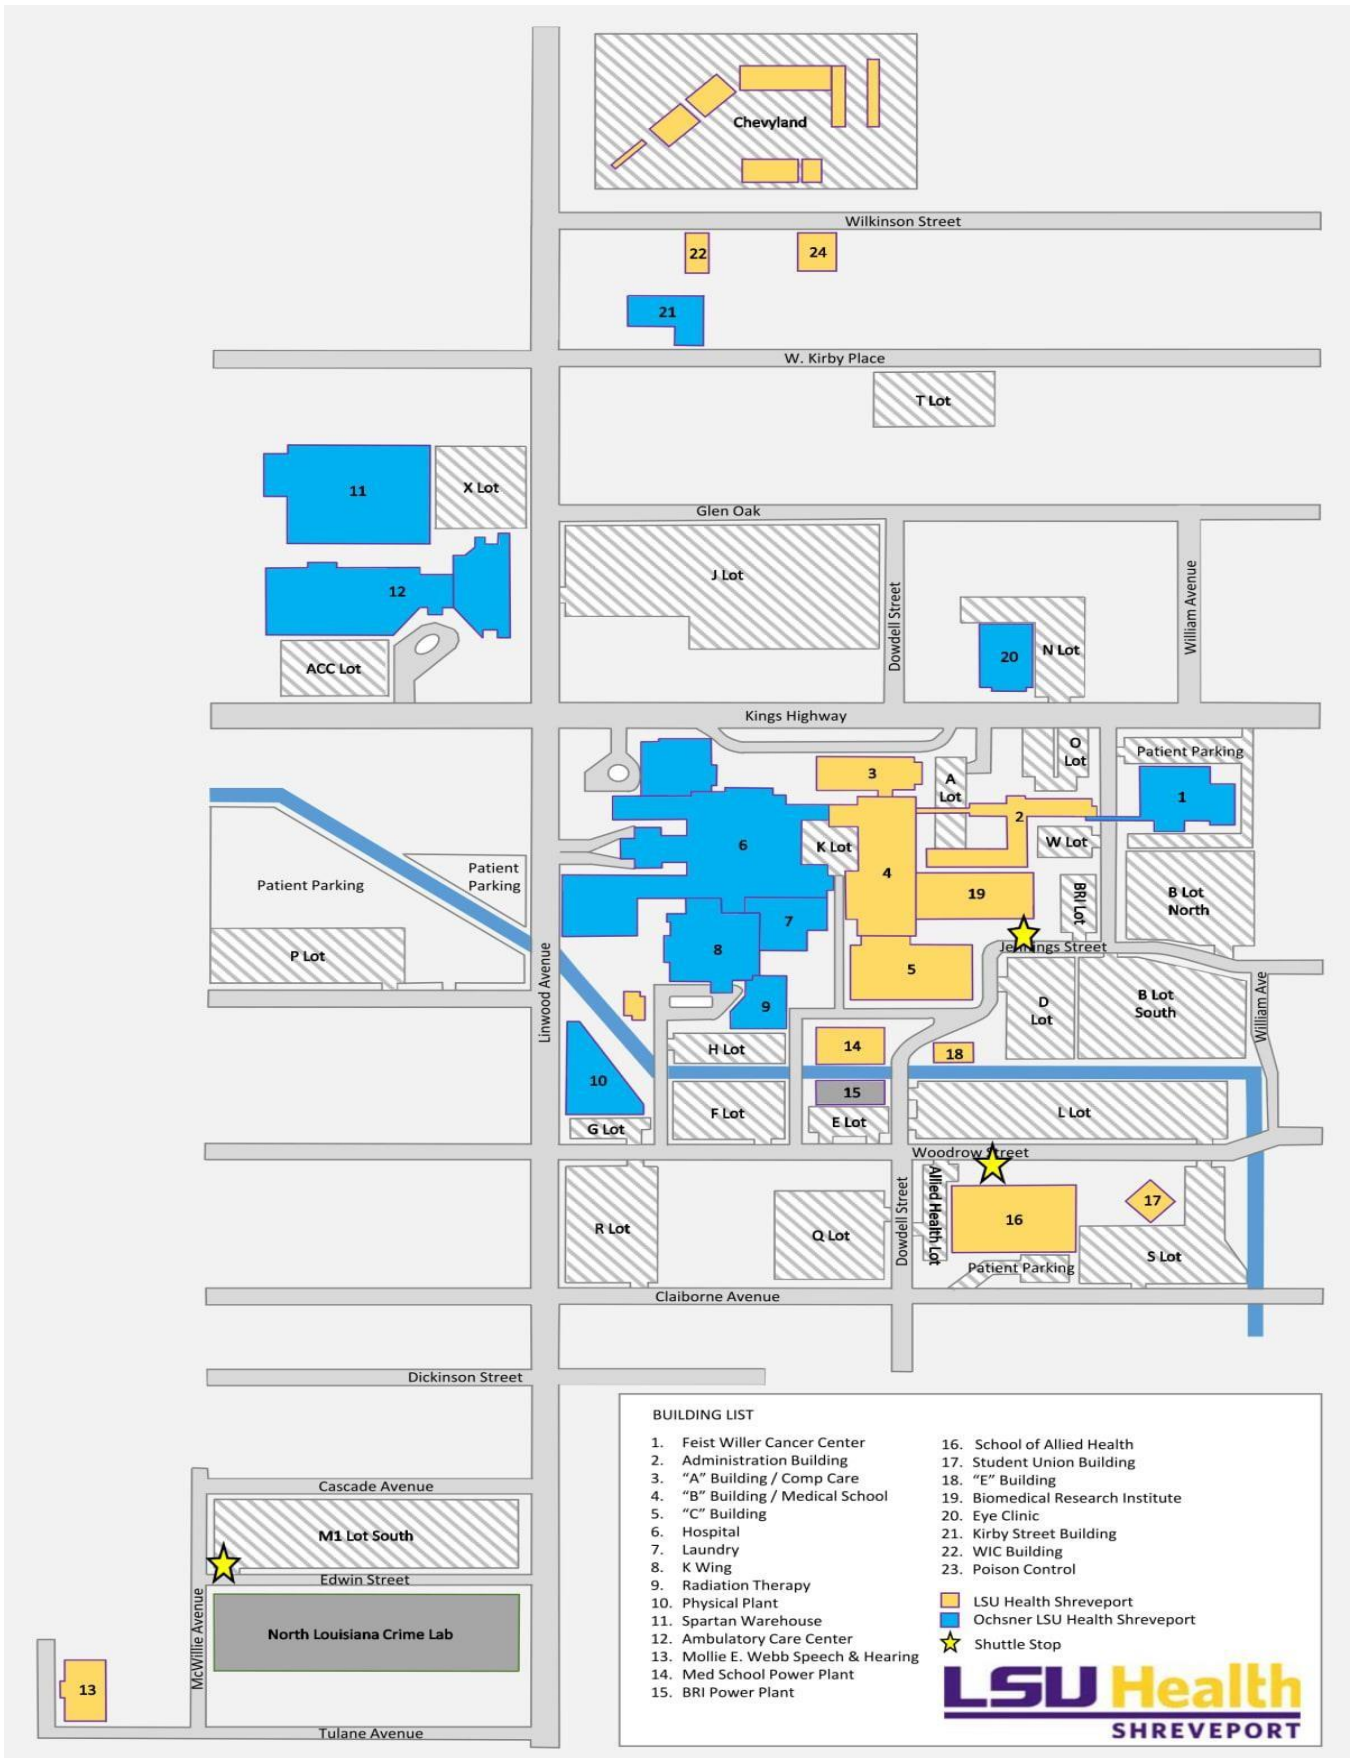 Chevyland
Wilkinson Street
22
24
21
W. Kirby Place
T Lot
11
X Lot
Glen Oak
J Lot
12
Dowdell Street
William Avenue
20
N Lot
ACC Lot
Kings Highway
O
Lot
Patient Parking
3
A
Lot
1
2
K Lot
6
W Lot
4
Patient
Parking
Patient Parking
19
BRI Lot
B Lot
North
7
8
P Lot
Jennings Street
5
Linwood Avenue
9
D
Lot
B Lot
South
William Ave
H Lot
14
18
10
15
F Lot
E Lot
L Lot
G Lot
Woodrow Street
Allied Health Lot
Dowdell Street
17
16
R Lot
Q Lot
S Lot
Patient Parking
Claiborne Avenue
Dickinson Street
Cascade Avenue
M1 Lot South
Edwin Street
McWillie Avenue
North Louisiana Crime Lab
13
Tulane Avenue
BUILDING LIST
1. Feist Willer Cancer Center
2. Administration Building
3. “A” Building / Comp Care
4. “B” Building / Medical School
5. “C” Building
6. Hospital
7. Laundry
8. K Wing
9. Radiation Therapy
10. Physical Plant
11. Spartan Warehouse
12. Ambulatory Care Center
13. Mollie E. Webb Speech & Hearing
14. Med School Power Plant
15. BRI Power Plant
16. School of Allied Health
17. Student Union Building
18. “E” Building
19. Biomedical Research Institute
20. Eye Clinic
21. Kirby Street Building
22. WIC Building
23. Poison Control
LSU Health Shreveport
Ochsner LSU Health Shreveport
Shuttle Stop
LSU Health
SHREVEPORT